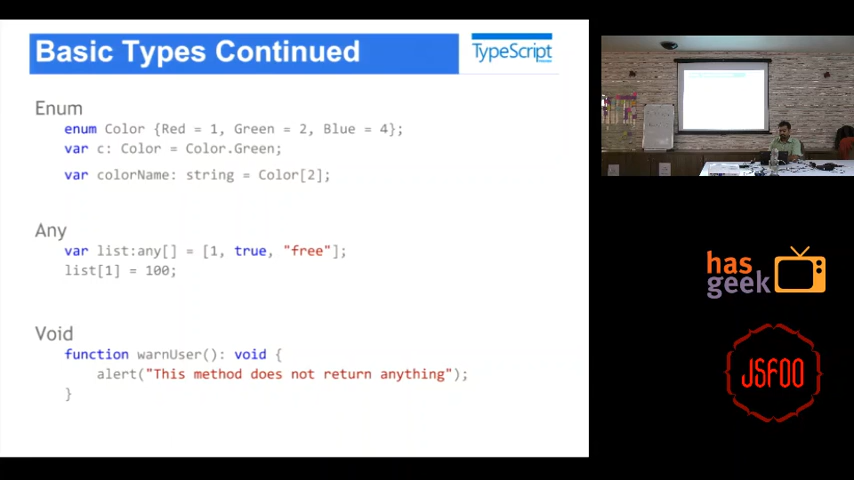 Basic Types Continued
TypeScript
Enum
enum Color {Red = 1, Green = 2, Blue = 4};
var c: Color = Color.Green;
var colorName: string = Color[2];
Any
var list:any[] = [1, true, "free"];
list[1] = 100;
Void
function warnUser(): void {
alert("This method does not return anything");
}
has
geek
JSFOO